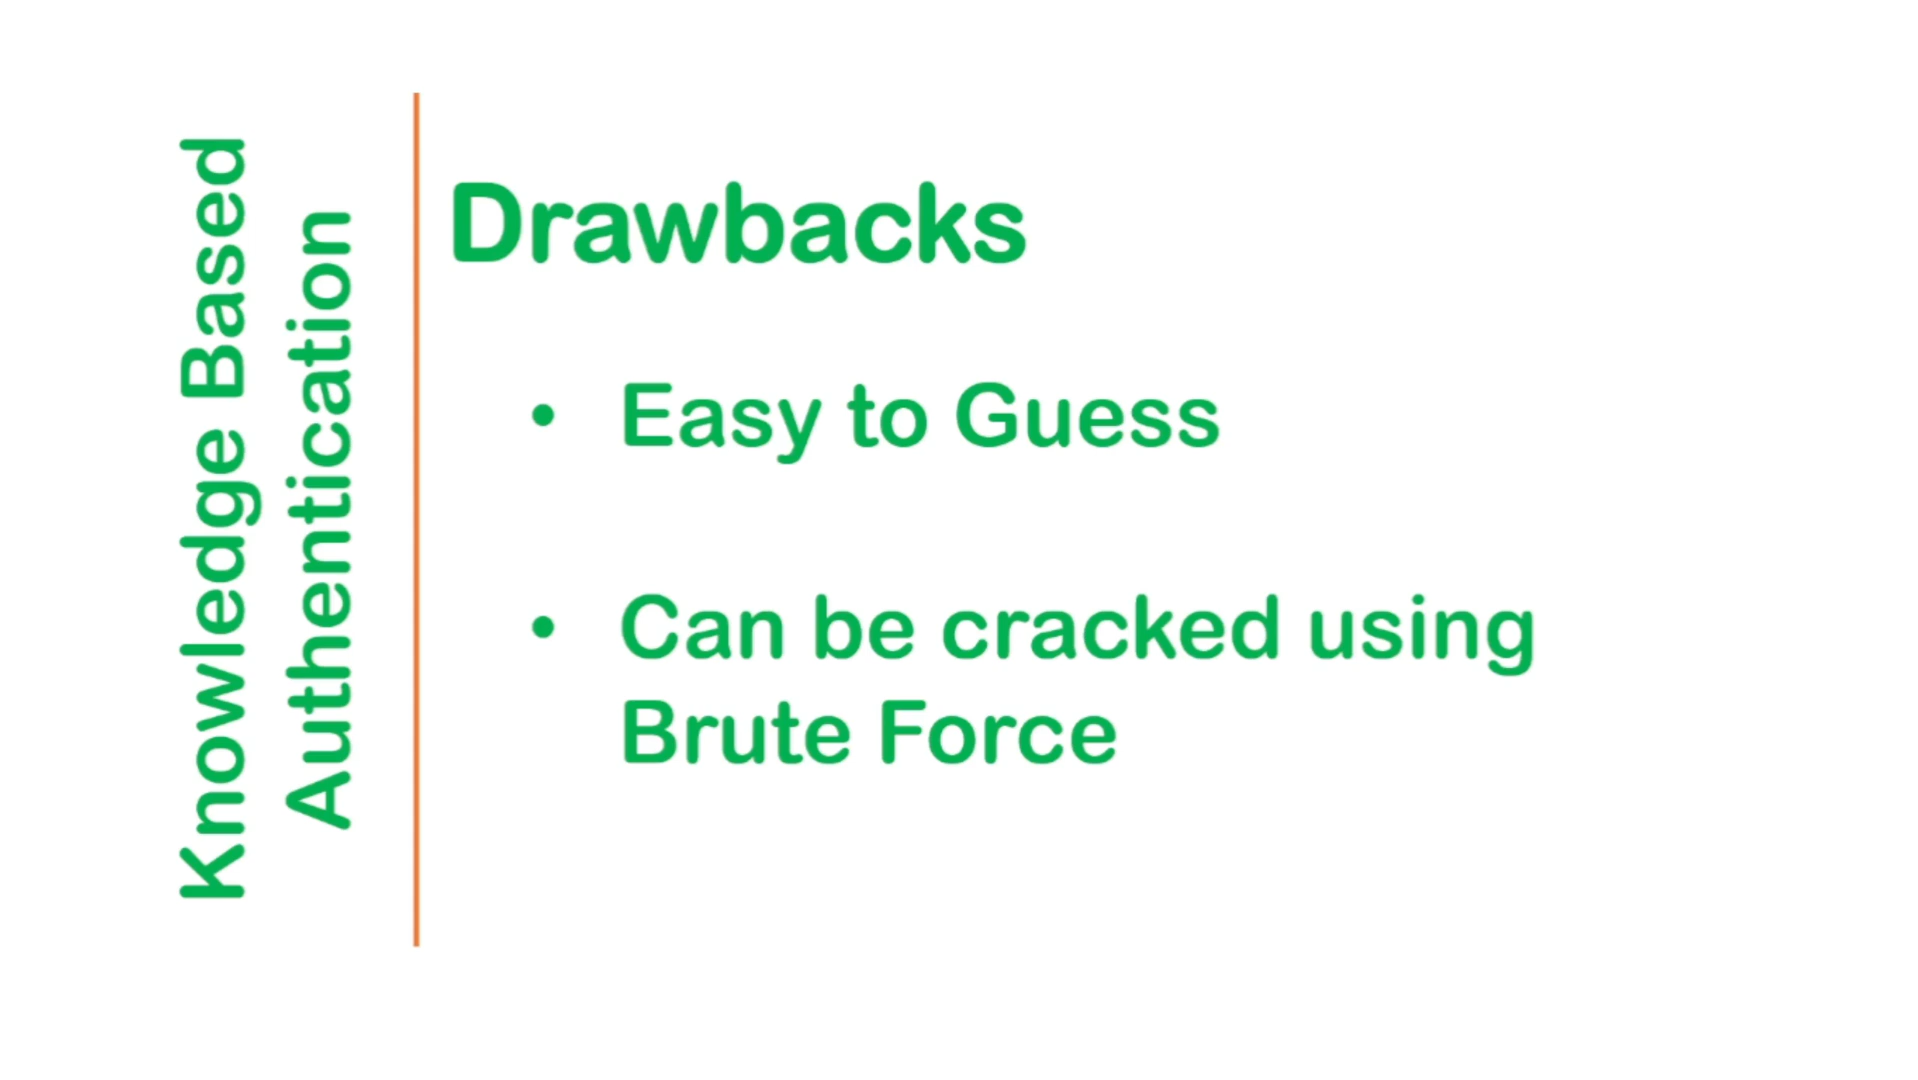 Knowledge Based
Authentication
Drawbacks
• Easy to Guess
• Can be cracked using
Brute Force